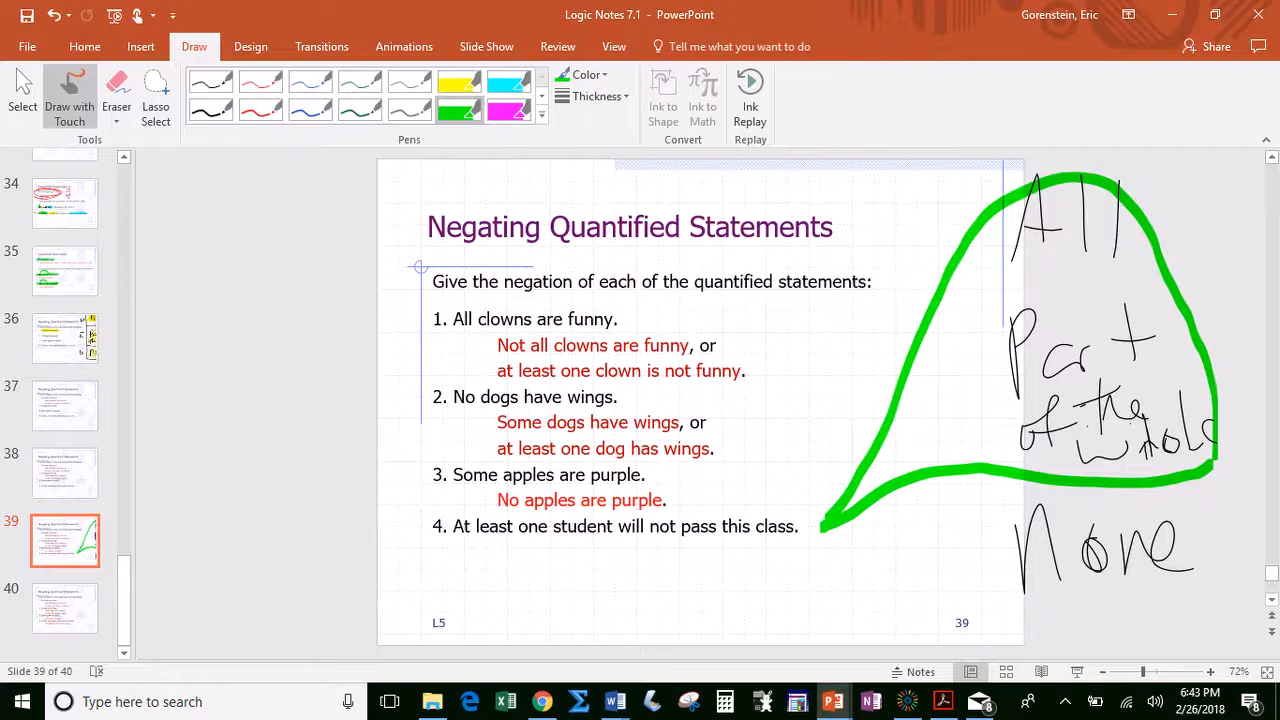 Logic Notes 7.1 - PowerPoint
Gorenstein, Eric
File Home Insert Draw Design Transitions Animations Slide Show Review View Tell me what you want to do
Share
Select
Draw with Touch
Eraser
Lasso Select
Color
Thickness
Ink to Shape
Ink to Math
Ink Replay
Tools
Pens
Convert
Replay
34
35
36
37
38
39
40
Negating Quantified Statements
Give the negation of each of the quantified statements:
1. All clowns are funny.
Not all clowns are funny, or
at least one clown is not funny.
2. No dogs have wings.
Some dogs have wings, or
at least one dog has wings.
3. Some apples are purple.
No apples are purple.
4. At least one student will not pass this class.
L5
39
All
Part
of the
whole
None
Slide 39 of 40
Notes
72%
Type here to search
8
6:43 PM
2/26/2018
8